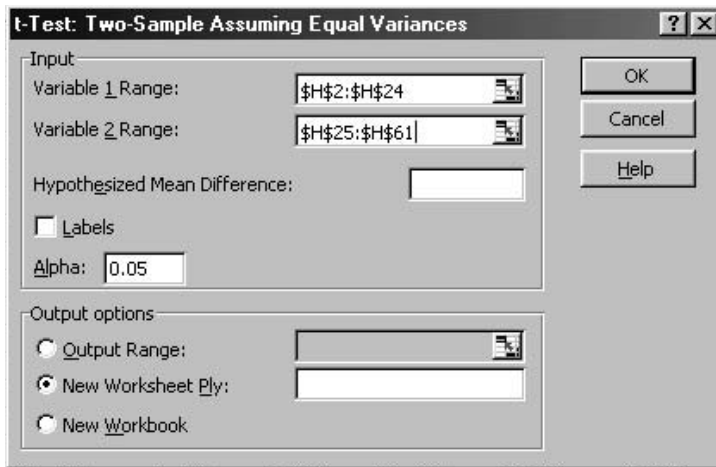 t-Test: Two-Sample Assuming Equal Variances
Input
Variable 1 Range: $H$2:$H$24
Variable 2 Range: $H$25:$H$61
Hypothesized Mean Difference:
Labels
Alpha: 0.05
OK
Cancel
Help
Output options
Output Range:
New Worksheet Ply:
New Workbook